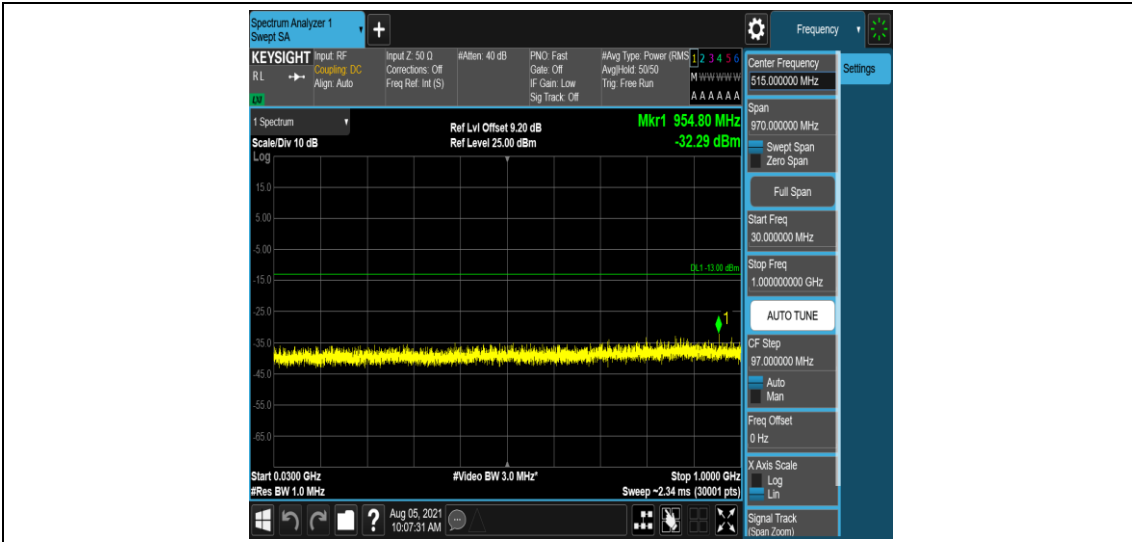 Spectrum Analyzer 1
Swept SA
+
Frequency
KEYSIGHT
RL
LXI
Input: RF
Coupling: DC
Align: Auto
Input Z: 50 Ω
Corrections: Off
Freq Ref: Int (S)
#Atten: 40 dB
PNO: Fast
Gate: Off
IF Gain: Low
Sig Track: Off
#Avg Type: Power (RMS
Avg|Hold: 50/50
Trig: Free Run
1 2 3 4 5 6
M W W W W W
A A A A A A
1 Spectrum
Scale/Div 10 dB
Log
Ref Lvl Offset 9.20 dB
Ref Level 25.00 dBm
Mkr1 954.80 MHz
-32.29 dBm
15.0
5.00
-5.00
DL1 -13.00 dBm
-15.0
-25.0
1
-35.0
-45.0
-55.0
-65.0
Start 0.0300 GHz
#Video BW 3.0 MHz*
Stop 1.0000 GHz
#Res BW 1.0 MHz
Sweep ~2.34 ms (30001 pts)
?
Aug 05, 2021
10:07:31 AM
Center Frequency
515.000000 MHz
Settings
Span
970.000000 MHz
Swept Span
Zero Span
Full Span
Start Freq
30.000000 MHz
Stop Freq
1.000000000 GHz
AUTO TUNE
CF Step
97.000000 MHz
Auto
Man
Freq Offset
0 Hz
X Axis Scale
Log
Lin
Signal Track
(Span Zoom)